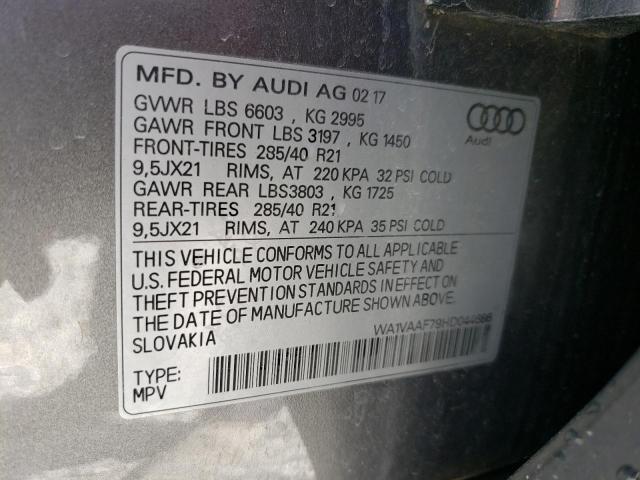 MFD. BY AUDI AG 02 17
GVWR LBS 6603 , KG 2995
GAWR FRONT LBS 3197 , KG 1450
FRONT-TIRES 285/40 R21
9,5JX21 RIMS, AT 220 KPA 32 PSI COLD
GAWR REAR LBS3803 , KG 1725
REAR-TIRES 285/40 R21
9,5JX21 RIMS, AT 240 KPA 35 PSI COLD
Audi
THIS VEHICLE CONFORMS TO ALL APPLICABLE
U.S. FEDERAL MOTOR VEHICLE SAFETY AND
THEFT PREVENTION STANDARDS IN EFFECT ON
THE DATE OF MANUFACTURE SHOWN ABOVE.
SLOVAKIA
TYPE:
MPV